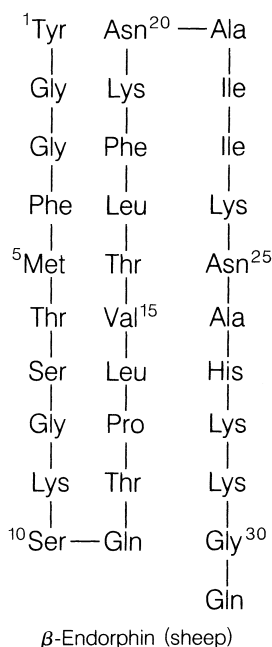 ¹Tyr Asn²⁰ — Ala
Gly Lys Ile
Gly Phe Ile
Phe Leu Lys
⁵Met Thr Asn²⁵
Thr Val¹⁵ Ala
Ser Leu His
Gly Pro Lys
Lys Thr Lys
¹⁰Ser — Gln Gly³⁰
Gln
β-Endorphin (sheep)